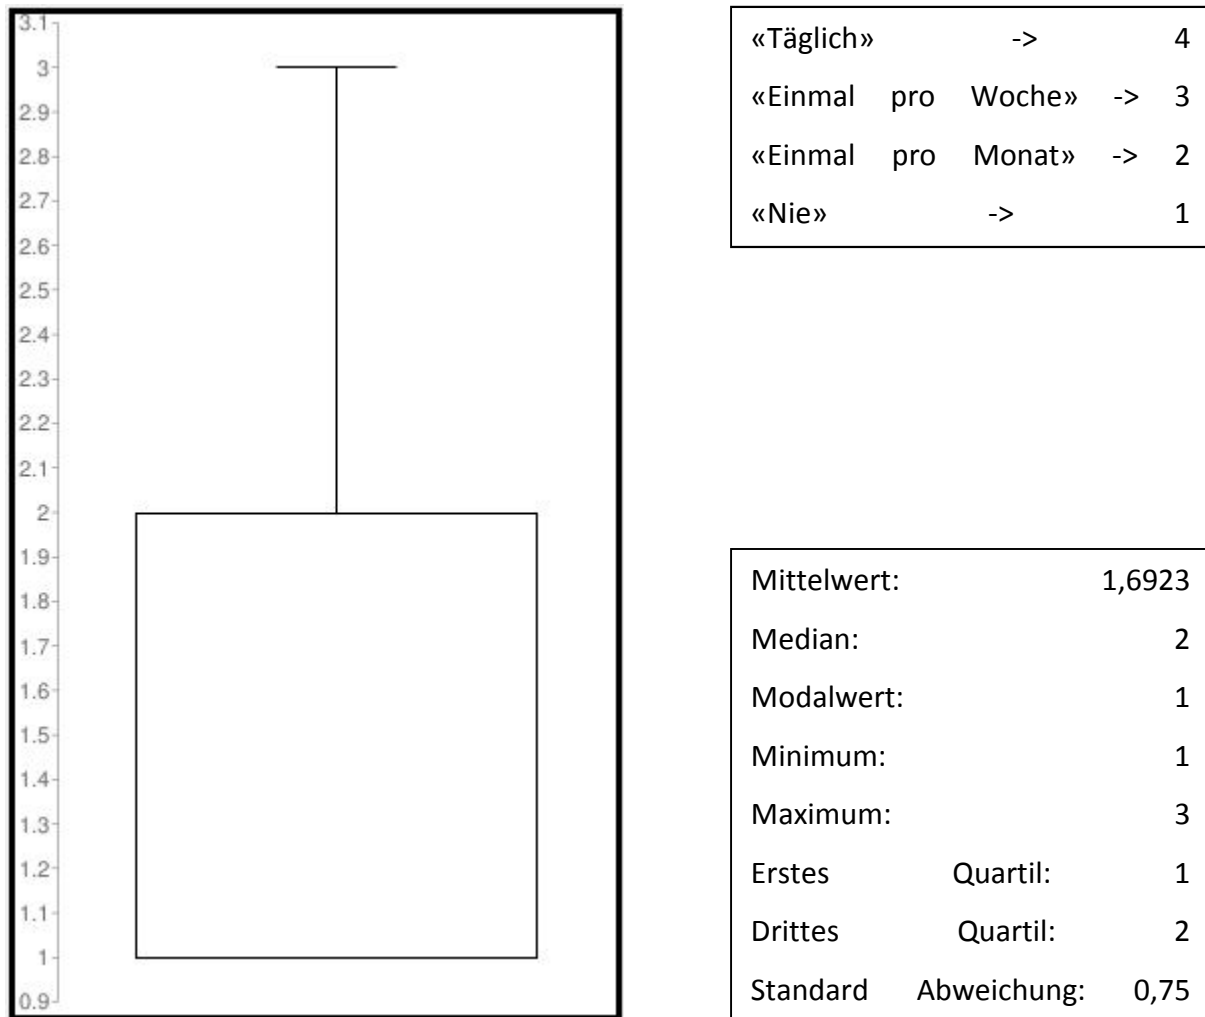 3.1
3
2.9
2.8
2.7
2.6
2.5
2.4
2.3
2.2
2.1
2
1.9
1.8
1.7
1.6
1.5
1.4
1.3
1.2
1.1
1
0.9
«Täglich» -> 4
«Einmal pro Woche» -> 3
«Einmal pro Monat» -> 2
«Nie» -> 1
Mittelwert: 1,6923
Median: 2
Modalwert: 1
Minimum: 1
Maximum: 3
Erstes Quartil: 1
Drittes Quartil: 2
Standard Abweichung: 0,75